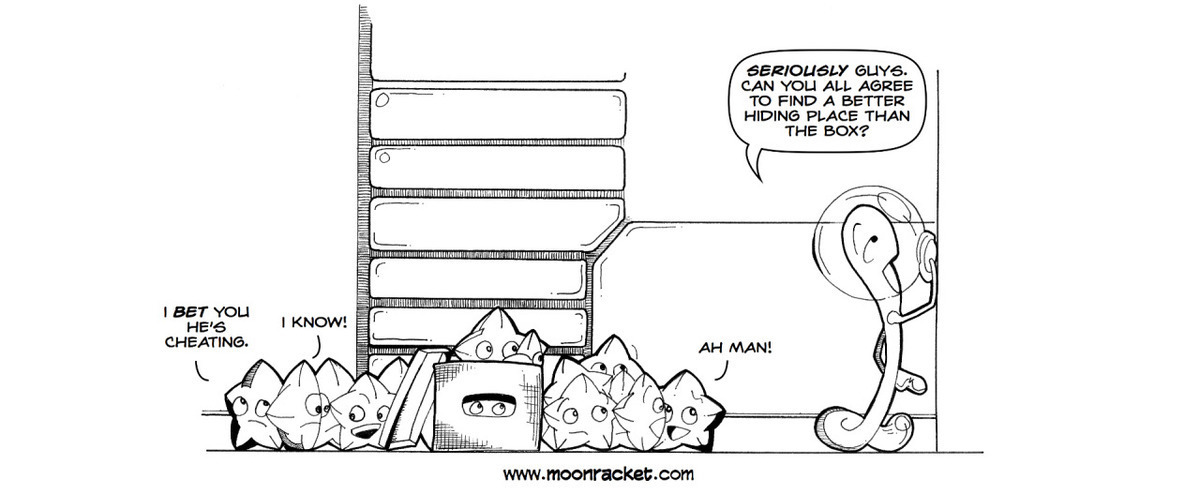 SERIOUSLY GUYS.
CAN YOU ALL AGREE
TO FIND A BETTER
HIDING PLACE THAN
THE BOX?
I BET YOU
HE'S
CHEATING.
I KNOW!
AH MAN!
www.moonracket.com